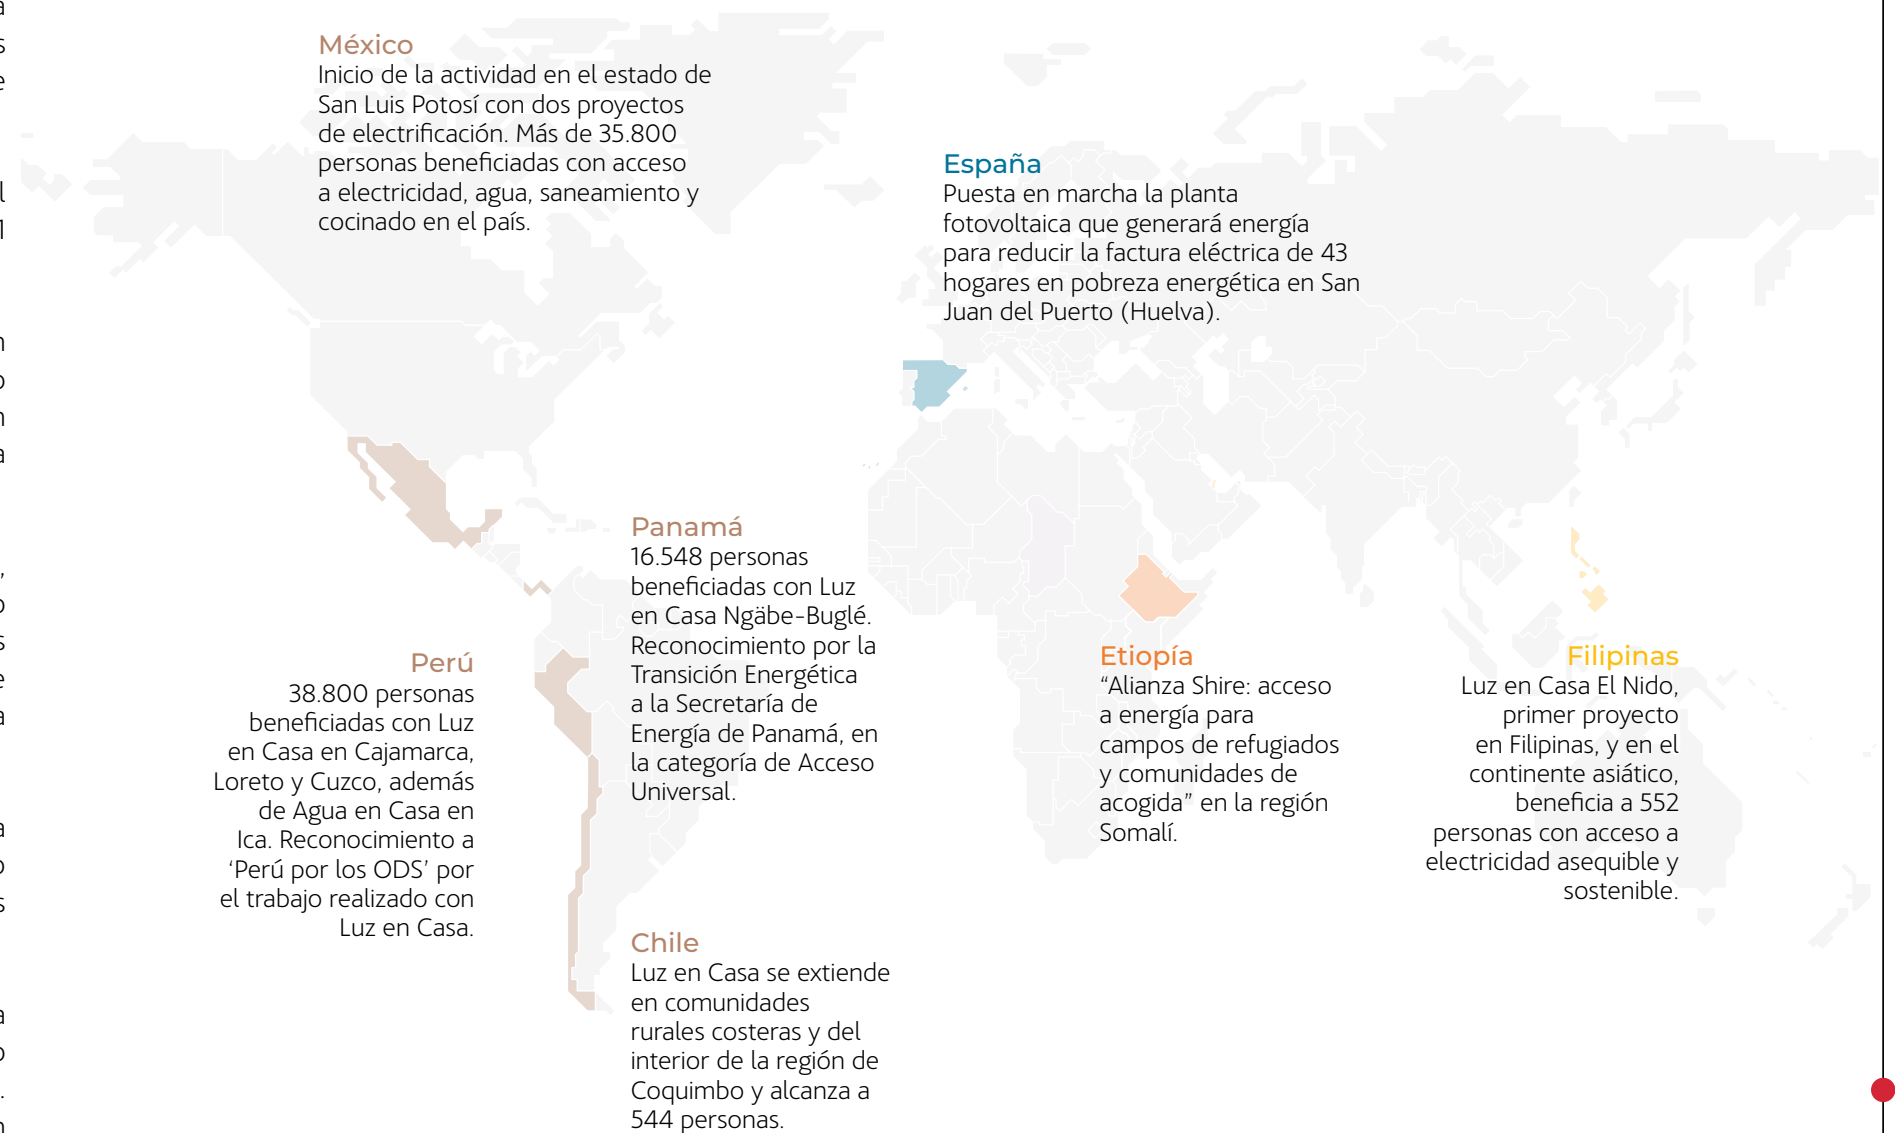 México
Inicio de la actividad en el estado de
San Luis Potosí con dos proyectos
de electrificación. Más de 35.800
personas beneficiadas con acceso
a electricidad, agua, saneamiento y
cocinado en el país.
España
Puesta en marcha la planta
fotovoltaica que generará energía
para reducir la factura eléctrica de 43
hogares en pobreza energética en San
Juan del Puerto (Huelva).
Panamá
16.548 personas
beneficiadas con Luz
en Casa Ngäbe-Buglé.
Reconocimiento por la
Transición Energética
a la Secretaría de
Energía de Panamá, en
la categoría de Acceso
Universal.
Perú
38.800 personas
beneficiadas con Luz
en Casa en Cajamarca,
Loreto y Cuzco, además
de Agua en Casa en
Ica. Reconocimiento a
‘Perú por los ODS’ por
el trabajo realizado con
Luz en Casa.
Etiopía
“Alianza Shire: acceso
a energía para
campos de refugiados
y comunidades de
acogida” en la región
Somalí.
Filipinas
Luz en Casa El Nido,
primer proyecto
en Filipinas, y en el
continente asiático,
beneficia a 552
personas con acceso a
electricidad asequible y
sostenible.
Chile
Luz en Casa se extiende
en comunidades
rurales costeras y del
interior de la región de
Coquimbo y alcanza a
544 personas.